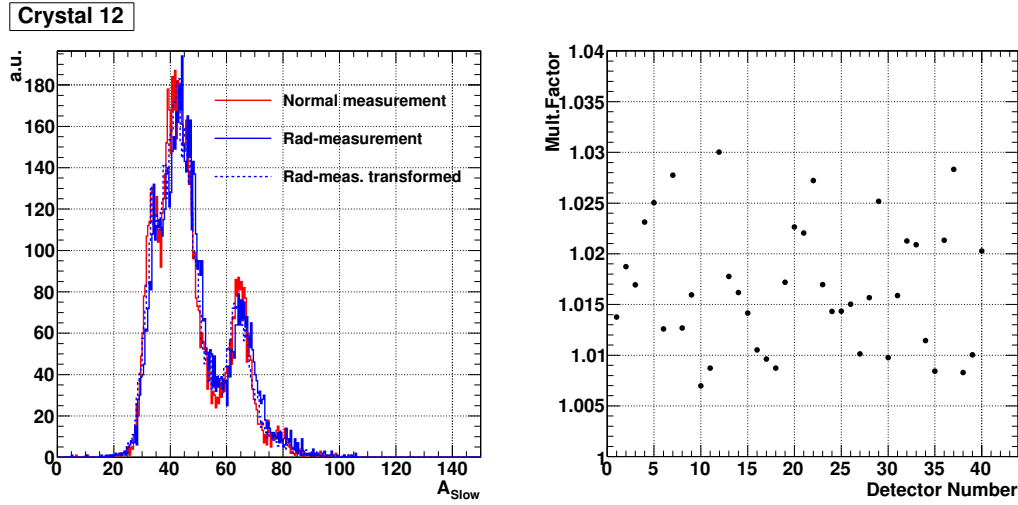 Crystal 12
a.u.
180
160
140
120
100
80
60
40
20
0
0 20 40 60 80 100 120 140
A_Slow
Normal measurement
Rad-measurement
Rad-meas. transformed
Mult.Factor
1.04
1.035
1.03
1.025
1.02
1.015
1.01
1.005
1
0 5 10 15 20 25 30 35 40
Detector Number